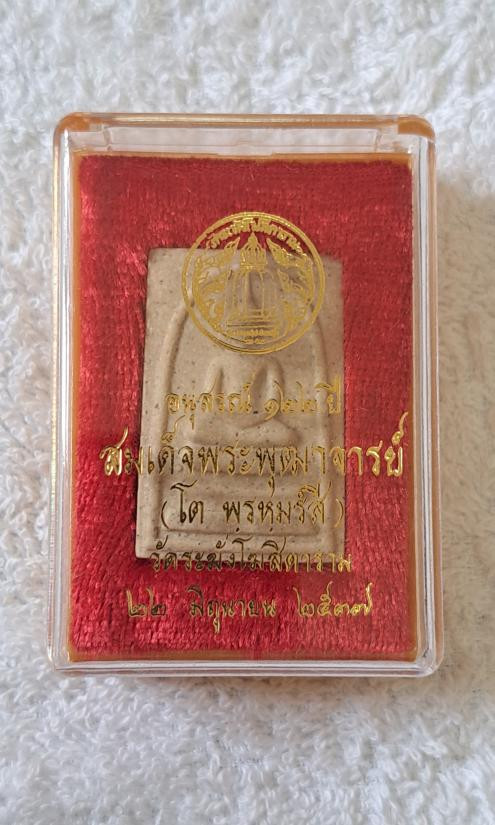 อนุสรณ์ ๑๒๒ ปี
สมเด็จพระพุฒาจารย์
(โต พรหฺมรํสี)
วัดระฆังโฆสิตาราม
๒๒ มิถุนายน ๒๕๓๗